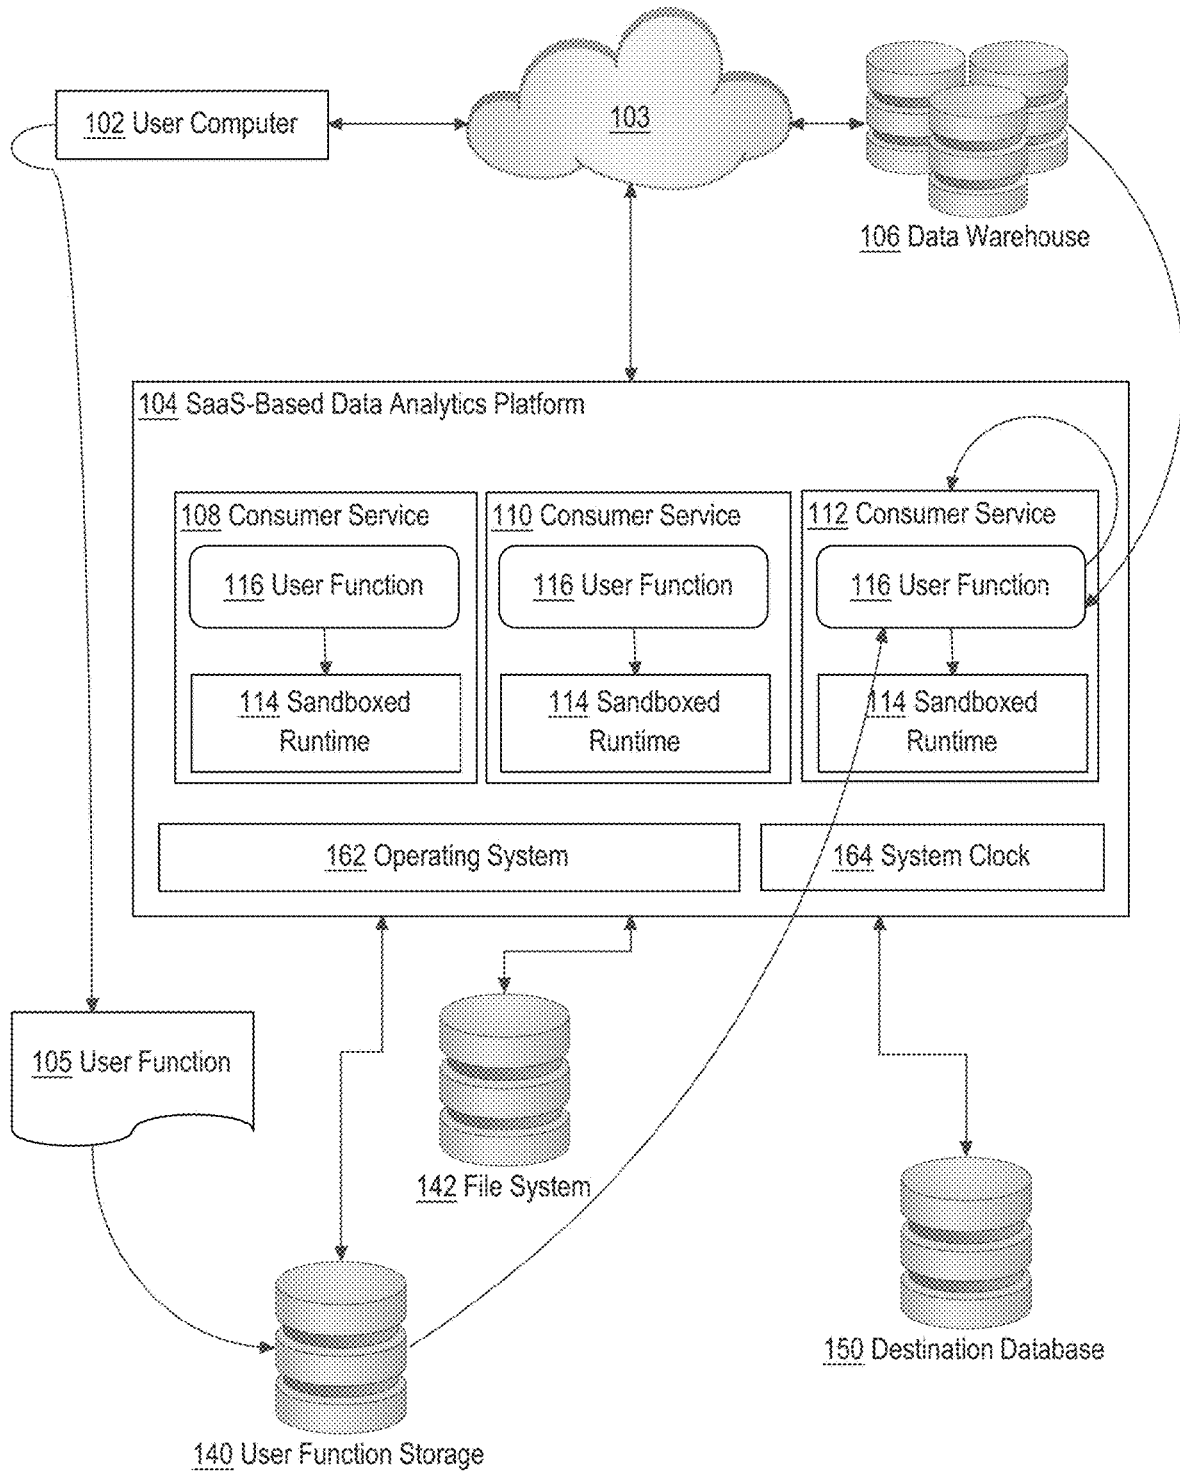 102 User Computer
103
106 Data Warehouse
104 SaaS-Based Data Analytics Platform
108 Consumer Service
116 User Function
114 Sandboxed
Runtime
110 Consumer Service
116 User Function
114 Sandboxed
Runtime
112 Consumer Service
116 User Function
114 Sandboxed
Runtime
162 Operating System
164 System Clock
105 User Function
142 File System
150 Destination Database
140 User Function Storage